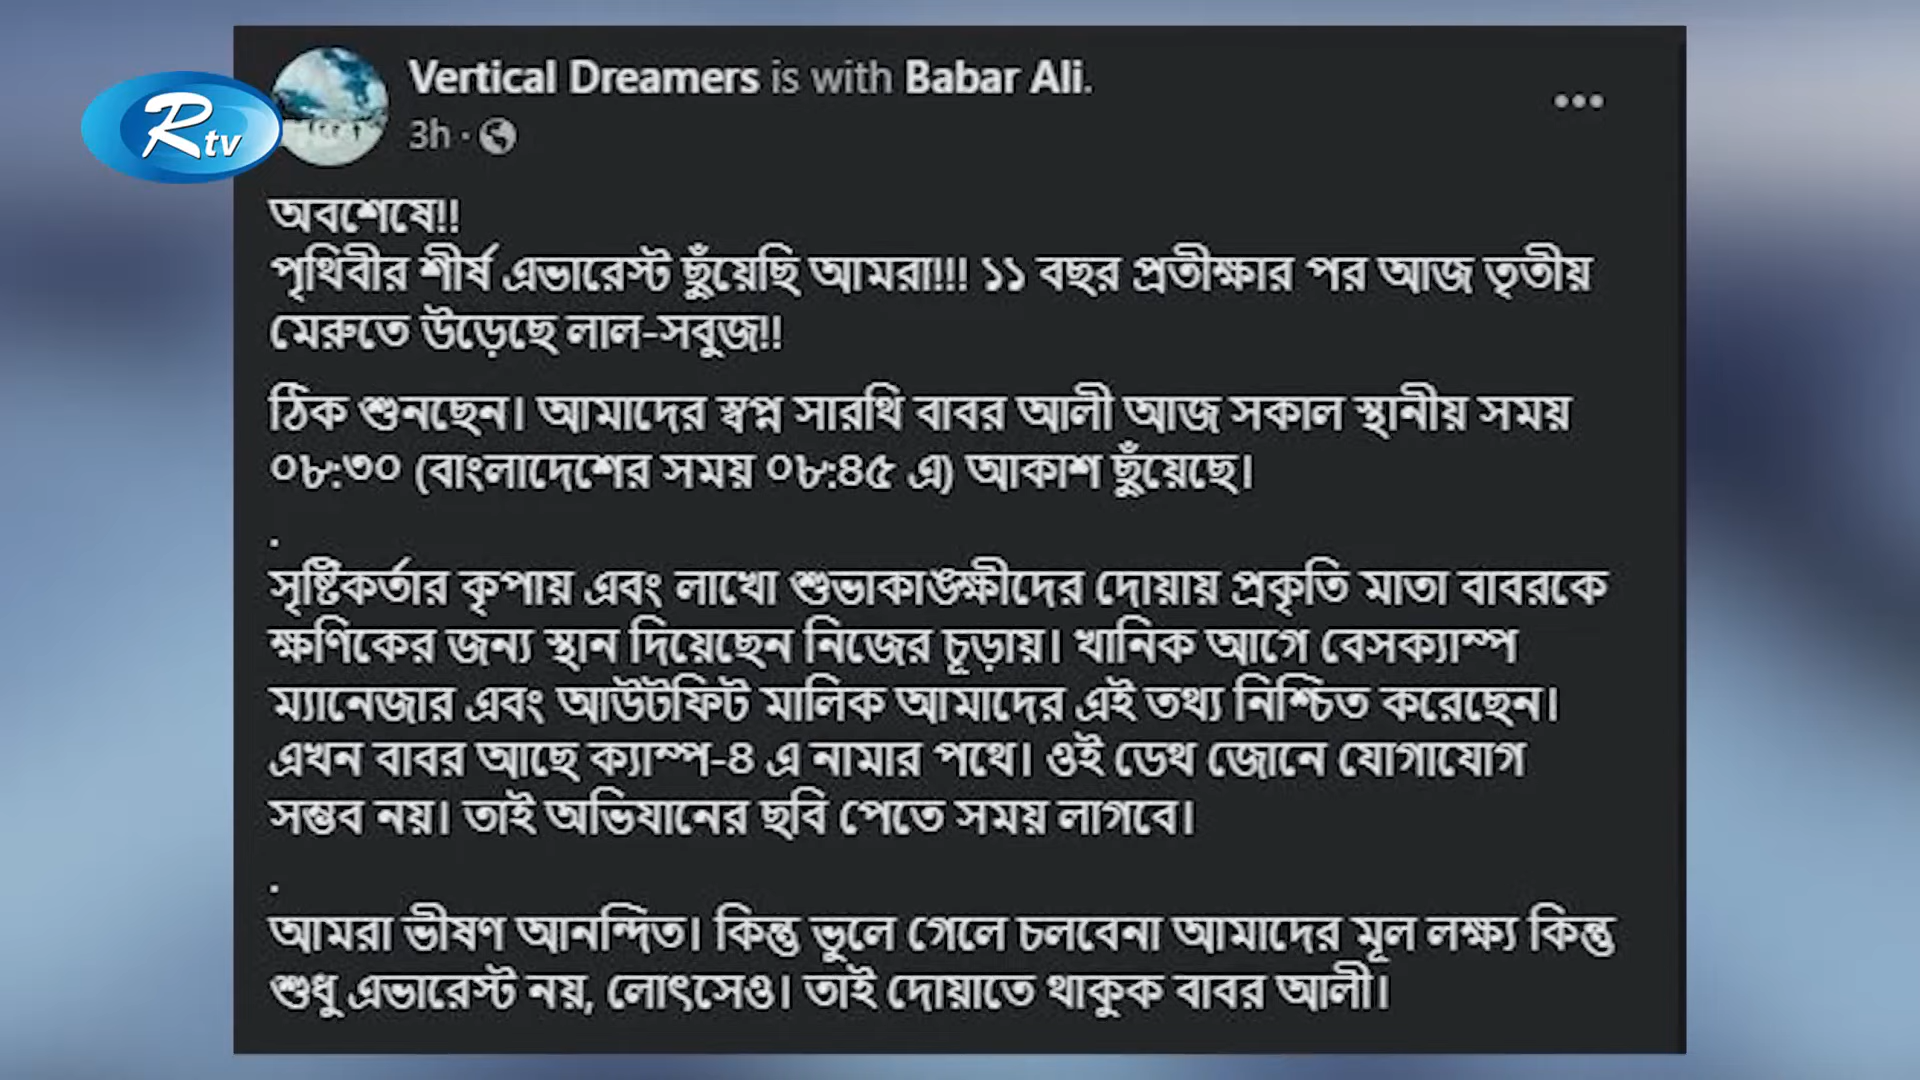 Rtv
Vertical Dreamers is with Babar Ali.
3h ·
অবশেষে!!
পৃথিবীর শীর্ষ এভারেস্ট ছুঁয়েছি আমরা!!! ১১ বছর প্রতীক্ষার পর আজ তৃতীয়
মেরুতে উড়েছে লাল-সবুজ!!
ঠিক শুনছেন। আমাদের স্বপ্ন সারথি বাবর আলী আজ সকাল স্থানীয় সময়
০৮:৩০ (বাংলাদেশের সময় ০৮:৪৫ এ) আকাশ ছুঁয়েছে।
.
সৃষ্টিকর্তার কৃপায় এবং লাখো শুভাকাঙ্ক্ষীদের দোয়ায় প্রকৃতি মাতা বাবরকে
ক্ষণিকের জন্য স্থান দিয়েছেন নিজের চূড়ায়। খানিক আগে বেসক্যাম্প
ম্যানেজার এবং আউটফিট মালিক আমাদের এই তথ্য নিশ্চিত করেছেন।
এখন বাবর আছে ক্যাম্প-৪ এ নামার পথে। ওই ডেথ জোনে যোগাযোগ
সম্ভব নয়। তাই অভিযানের ছবি পেতে সময় লাগবে।
.
আমরা ভীষণ আনন্দিত। কিন্তু ভুলে গেলে চলবেনা আমাদের মূল লক্ষ্য কিন্তু
শুধু এভারেস্ট নয়, লোৎসেও। তাই দোয়াতে থাকুক বাবর আলী।